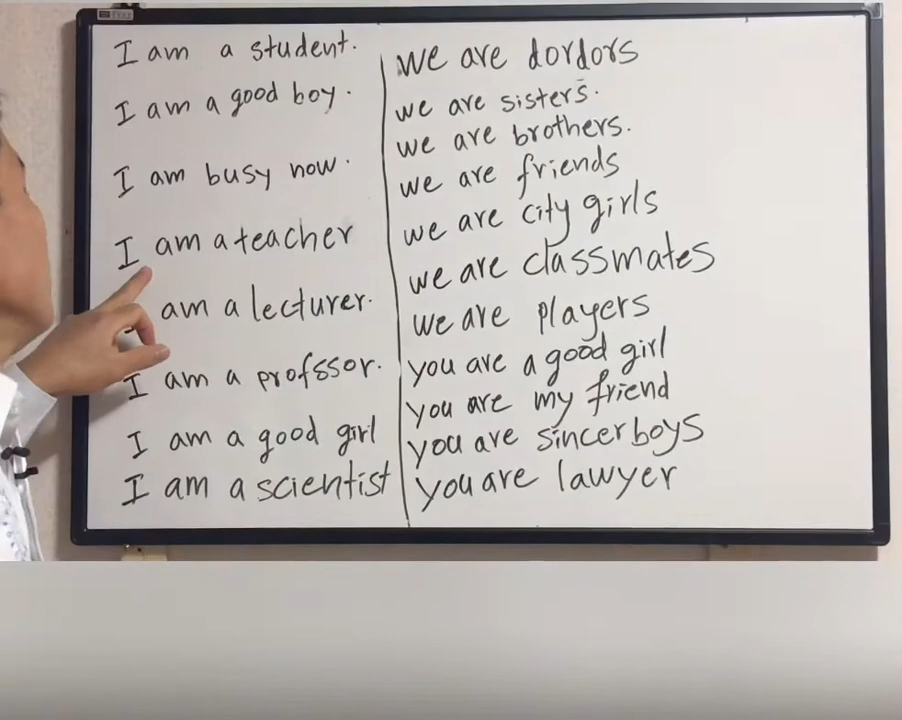 I am a student.
I am a good boy.
I am busy now.
I am a teacher
I am a lecturer.
I am a profssor.
I am a good girl
I am a scientist
we are dordors
we are sisters.
we are brothers.
we are friends
we are city girls
we are classmates
we are players
you are a good girl
you are my friend
you are sincer boys
you are lawyer